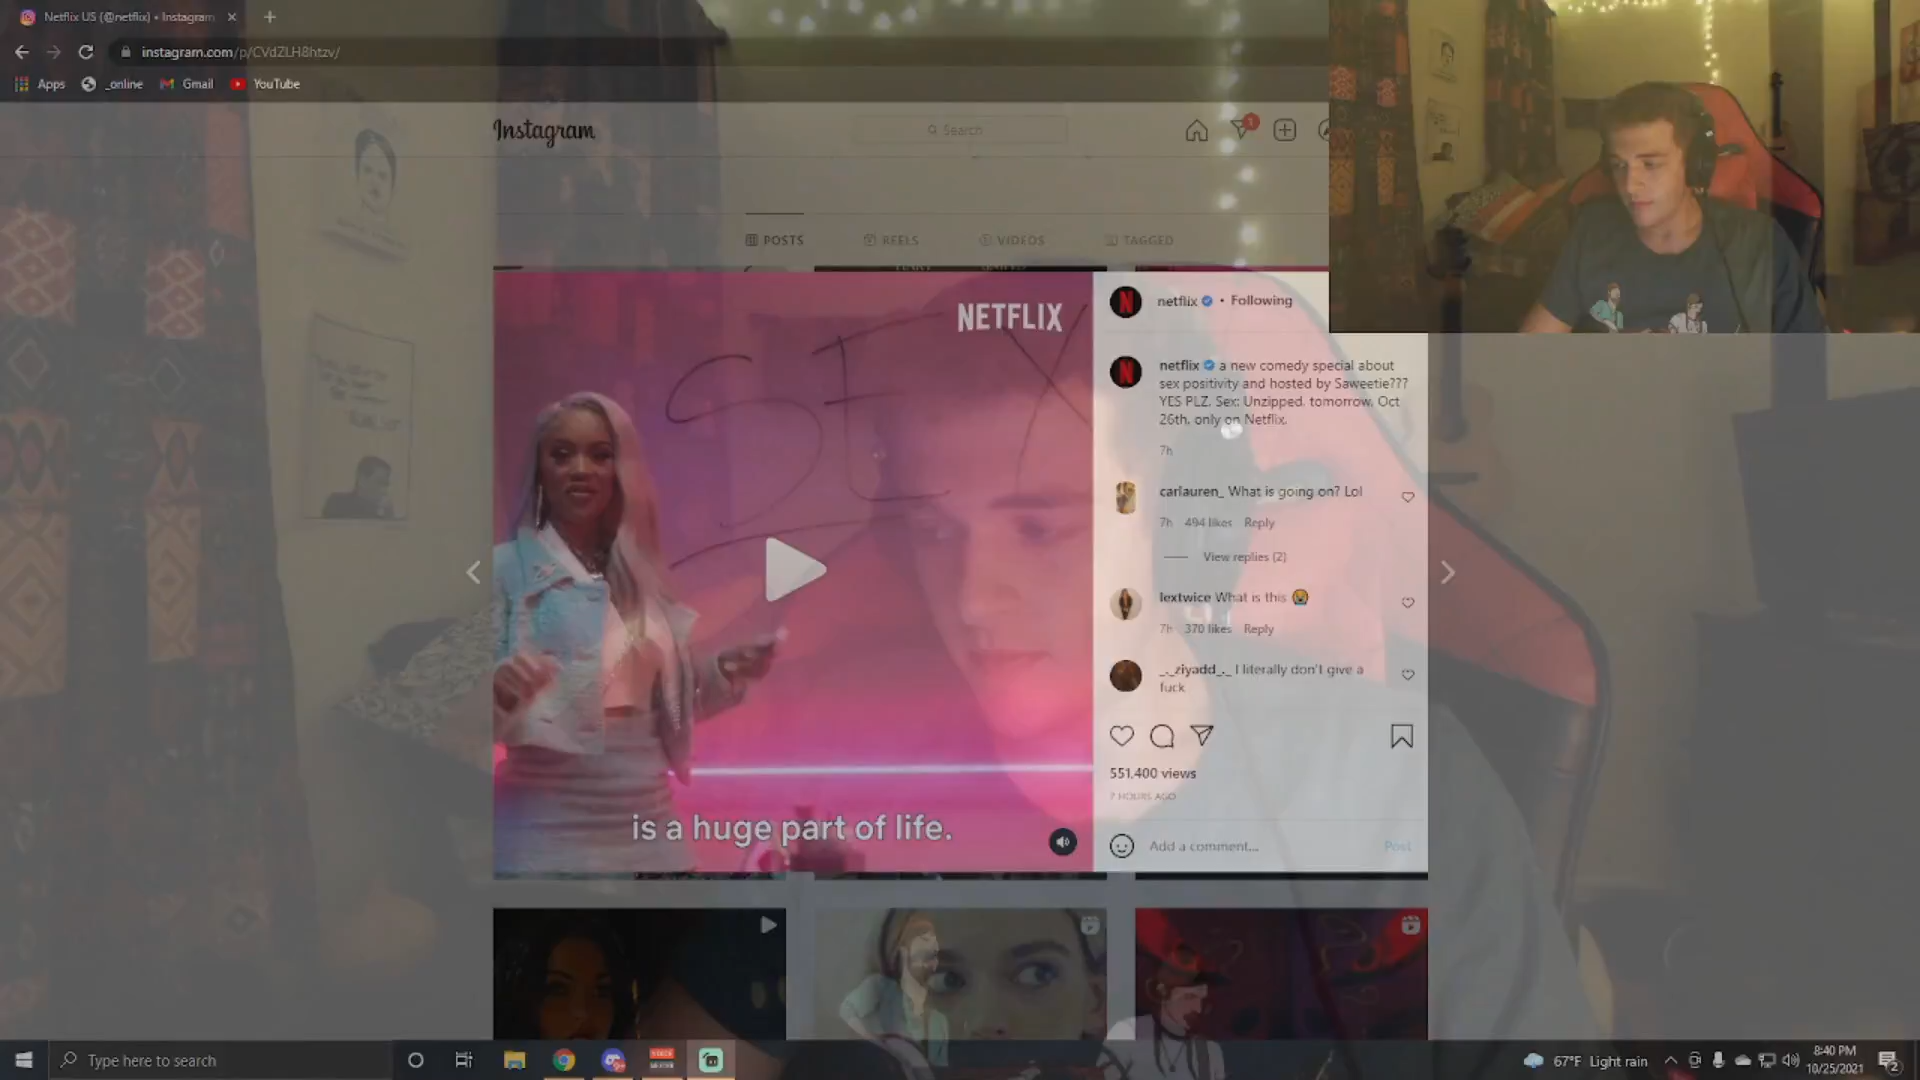 Netflix US (@netflix) • Instagram
instagram.com/p/CVdZLH8htzv/
Apps
_online
Gmail
YouTube
Instagram
Search
1
POSTS
REELS
VIDEOS
TAGGED
NETFLIX
SEX
is a huge part of life.
netflix • Following
netflix a new comedy special about
sex positivity and hosted by Saweetie???
YES PLZ. Sex: Unzipped, tomorrow, Oct
26th, only on Netflix.
7h
carlauren_ What is going on? Lol
7h 494 likes Reply
View replies (2)
lextwice What is this 😭
7h 370 likes Reply
_._ziyadd_._ I literally don't give a
fuck
551,400 views
7 HOURS AGO
Add a comment...
Post
Type here to search
67°F Light rain
8:40 PM
10/25/2021
2